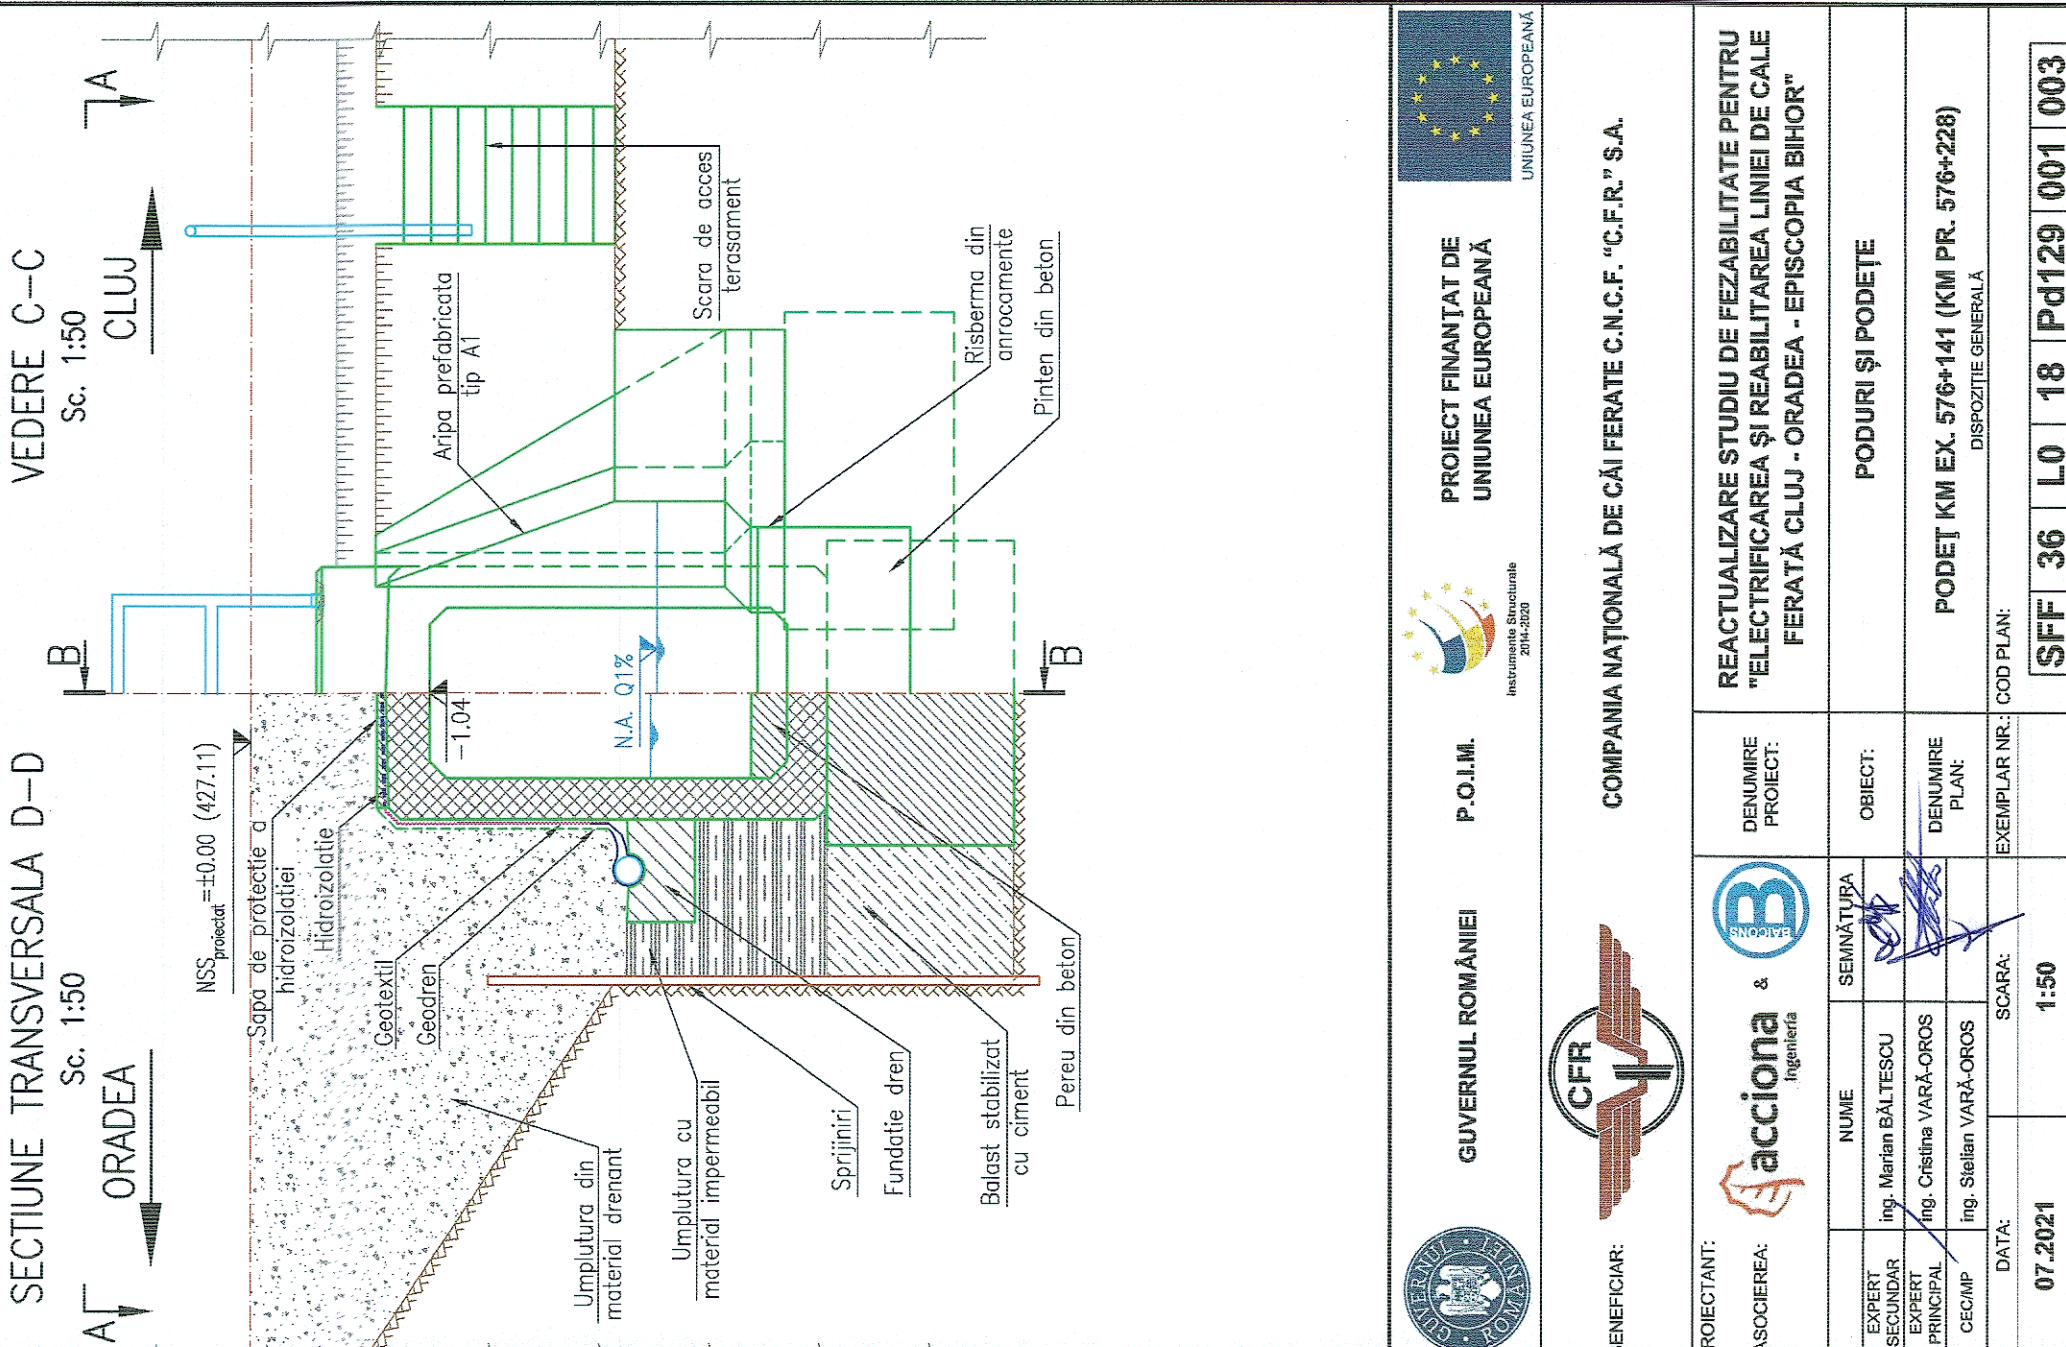 SECTIUNE TRANSVERSALA D-D
Sc. 1:50
VEDERE C-C
Sc. 1:50
A
ORADEA
B
CLUJ
A
NSSproiectat=±0.00 (427.11)
Sapa de protectie a
hidroizolatiei
Hidroizolatie
Geotextil
Geodren
-1.04
N.A. Q1%
Aripa prefabricata
tip A1
Scara de acces
terasament
Risberma din
anrocamente
Pinten din beton
B
Umplutura din
material drenant
Umplutura cu
material impermeabil
Sprijiniri
Fundatie dren
Balast stabilizat
cu ciment
Pereu din beton
GUVERNUL ROMÂNIEI
GUVERNUL ROMÂNIEI
P.O.I.M.
Instrumente Structurale
2014-2020
PROIECT FINANȚAT DE
UNIUNEA EUROPEANĂ
UNIUNEA EUROPEANĂ
ENEFICIAR:
CFR
COMPANIA NAȚIONALĂ DE CĂI FERATE C.N.C.F. "C.F.R." S.A.
ROIECTANT:
ASOCIEREA:
acciona
Ingeniería
&
B
BAICONS
DENUMIRE
PROIECT:
REACTUALIZARE STUDIU DE FEZABILITATE PENTRU
"ELECTRIFICAREA ȘI REABILITAREA LINIEI DE CALE
FERATĂ CLUJ - ORADEA - EPISCOPIA BIHOR"
NUME
SEMNĂTURA
EXPERT
SECUNDAR
ing. Marian BĂLTESCU
EXPERT
PRINCIPAL
ing. Cristina VARĂ-OROS
CEC/MP
ing. Stelian VARĂ-OROS
OBIECT:
PODURI ȘI PODEȚE
DENUMIRE
PLAN:
PODEȚ KM EX. 576+141 (KM PR. 576+228)
DISPOZIȚIE GENERALĂ
DATA:
07.2021
SCARA:
1:50
EXEMPLAR NR.:
COD PLAN:
SFF 36 L0 18 Pd129 001 003